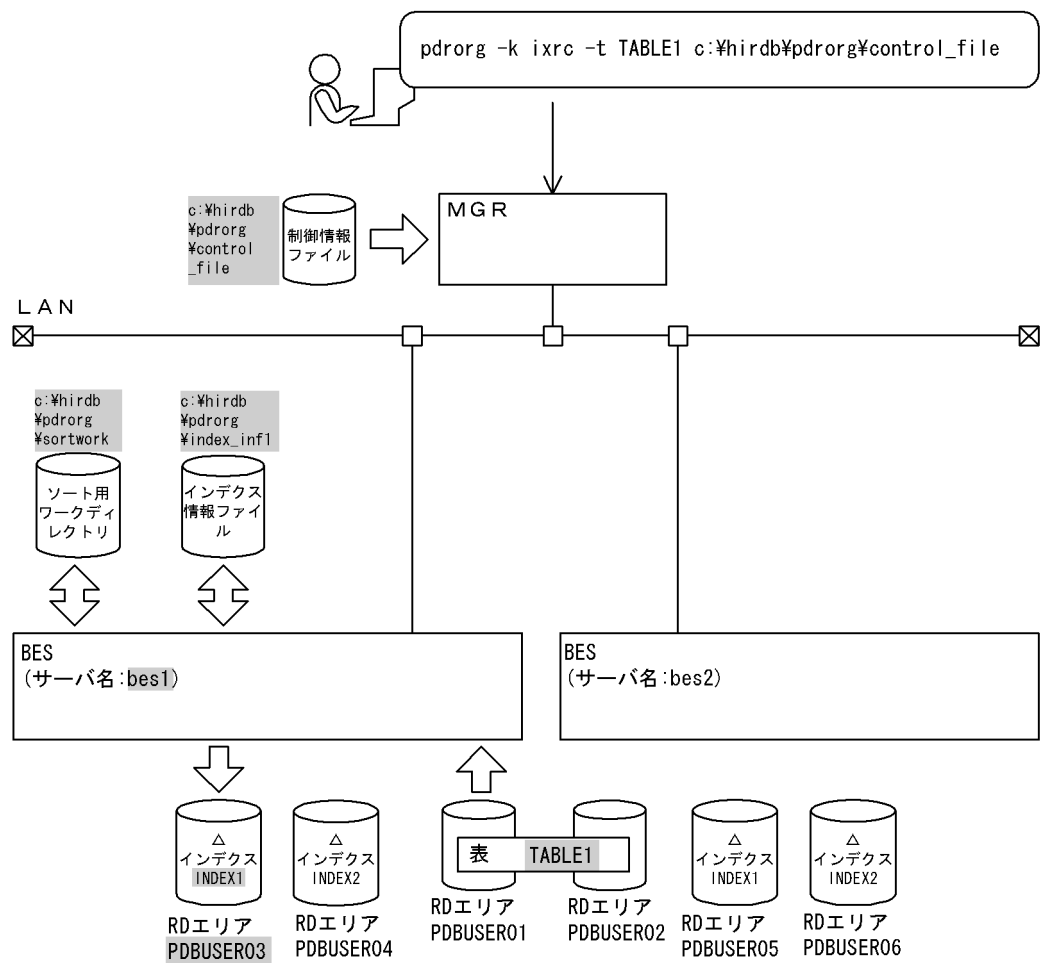 pdrorg -k ixrc -t TABLE1 c:¥hirdb¥pdrorg¥control_file
c:¥hirdb
¥pdrorg
¥control
_file
制御情報
ファイル
ＭＧＲ
ＬＡＮ
c:¥hirdb
¥pdrorg
¥sortwork
c:¥hirdb
¥pdrorg
¥index_inf1
ソート用
ワークディ
レクトリ
インデクス
情報ファイ
ル
BES
(サーバ名:bes1)
BES
(サーバ名:bes2)
△
インデクス
INDEX1
△
インデクス
INDEX2
表 TABLE1
△
インデクス
INDEX1
△
インデクス
INDEX2
RDエリア
PDBUSER03
RDエリア
PDBUSER04
RDエリア
PDBUSER01
RDエリア
PDBUSER02
RDエリア
PDBUSER05
RDエリア
PDBUSER06